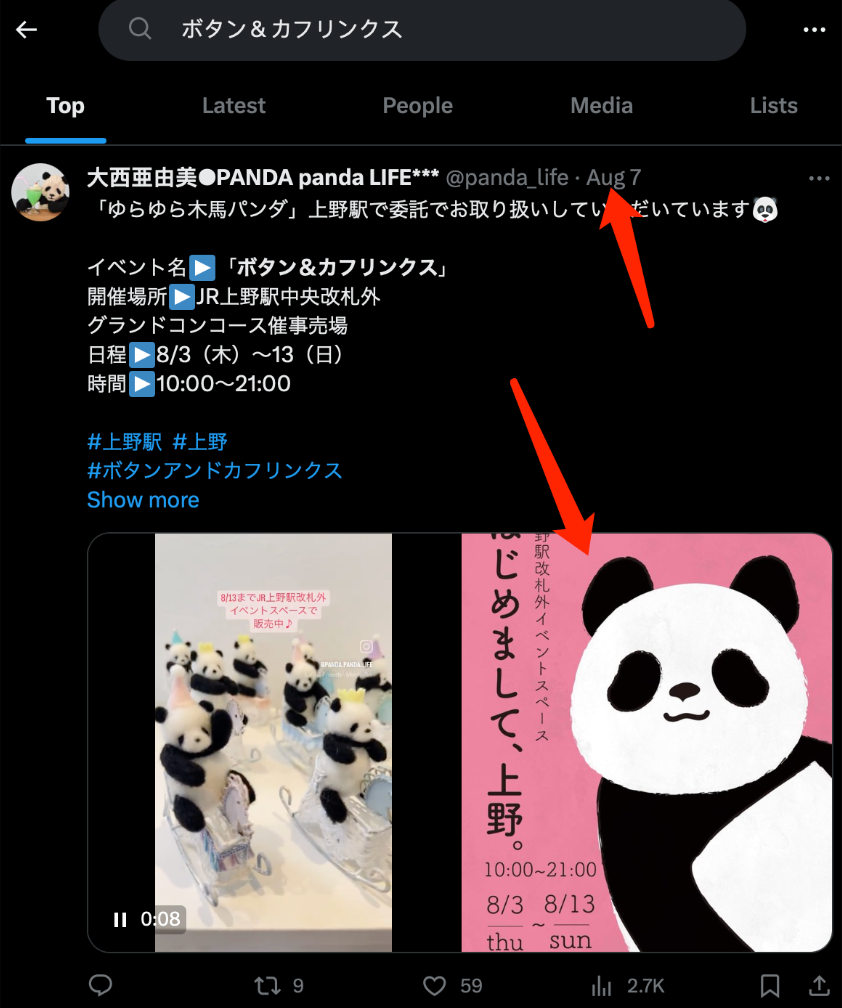 ボタン＆カフリンクス
Top Latest People Media Lists
大西亜由美●PANDA panda LIFE*** @panda_life · Aug 7
「ゆらゆら木馬パンダ」上野駅で委託でお取り扱いしてい だいています
イベント名▶「ボタン＆カフリンクス」
開催場所▶JR上野駅中央改札外
グランドコンコース催事売場
日程▶8/3（木）〜13（日）
時間▶10:00〜21:00
#上野駅 #上野
#ボタンアンドカフリンクス
Show more
8/13までJR上野駅改札外
イベントスペースで
販売中♪
@PANDA.PANDA.LIFE
0:08
野駅改札外イベントスペース
はじめまして、上野。
10:00~21:00
8/3 ~ 8/13
thu sun
9 59 2.7K